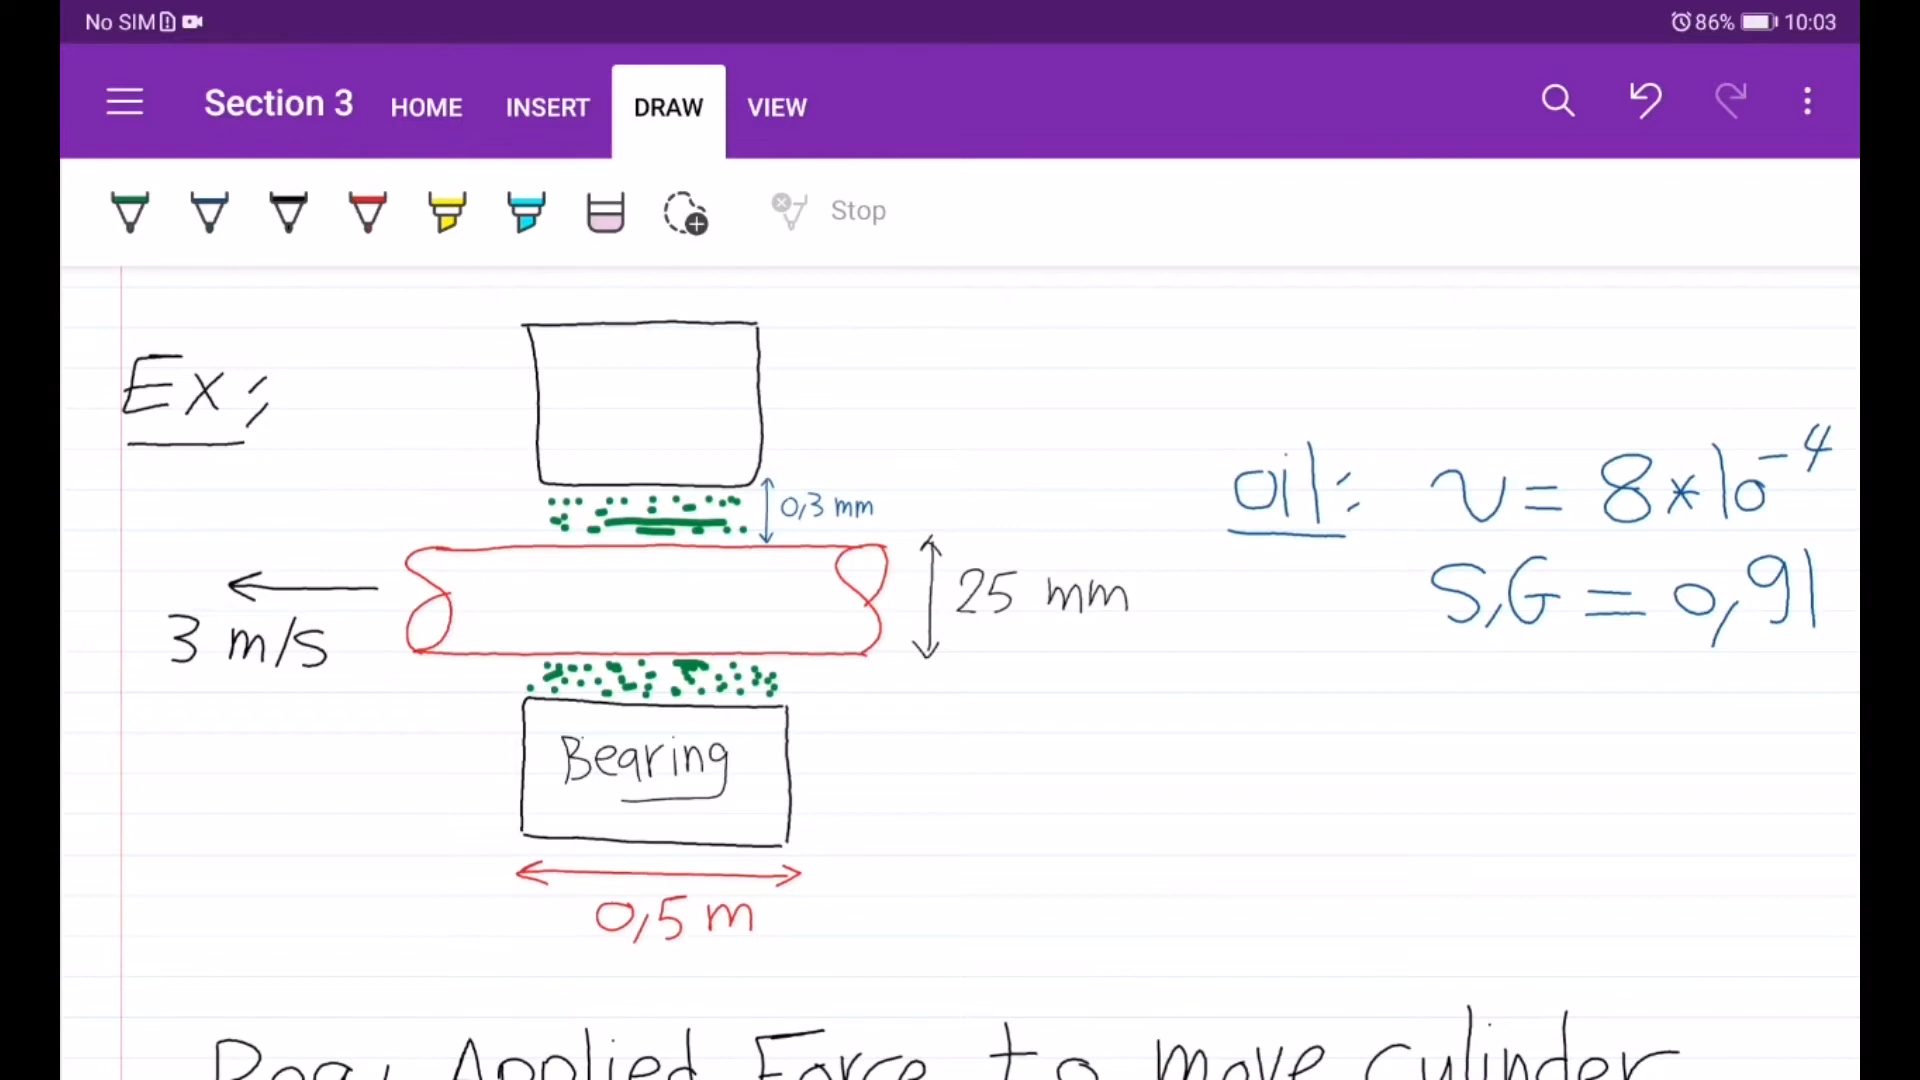 No SIM 86% 10:03
Section 3 HOME INSERT DRAW VIEW
Stop
Ex:
0,3 mm
oil: ν = 8*10⁻⁴
25 mm
S,G = 0,91
3 m/s
Bearing
0,5 m
Req: Applied Force to move cylinder